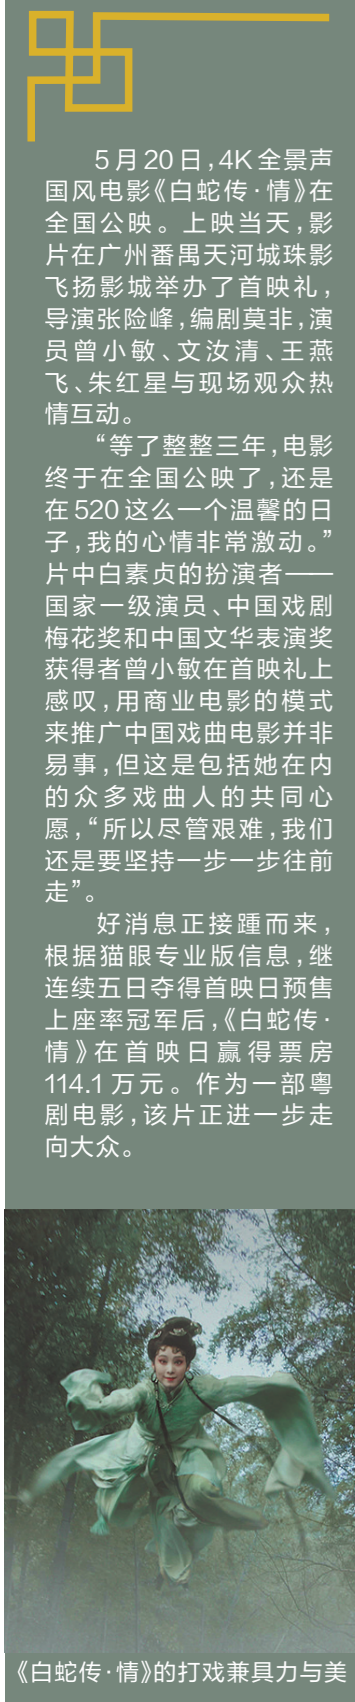 5月20日，4K全景声
国风电影《白蛇传·情》在
全国公映。上映当天，影
片在广州番禺天河城珠影
飞扬影城举办了首映礼，
导演张险峰，编剧莫非，演
员曾小敏、文汝清、王燕
飞、朱红星与现场观众热
情互动。
“等了整整三年，电影
终于在全国公映了，还是
在520这么一个温馨的日
子，我的心情非常激动。”
片中白素贞的扮演者——
国家一级演员、中国戏剧
梅花奖和中国文华表演奖
获得者曾小敏在首映礼上
感叹，用商业电影的模式
来推广中国戏曲电影并非
易事，但这是包括她在内
的众多戏曲人的共同心
愿，“所以尽管艰难，我们
还是要坚持一步一步往前
走”。
好消息正接踵而来，
根据猫眼专业版信息，继
连续五日夺得首映日预售
上座率冠军后，《白蛇传·
情》在首映日赢得票房
114.1万元。作为一部粤
剧电影，该片正进一步走
向大众。
《白蛇传·情》的打戏兼具力与美